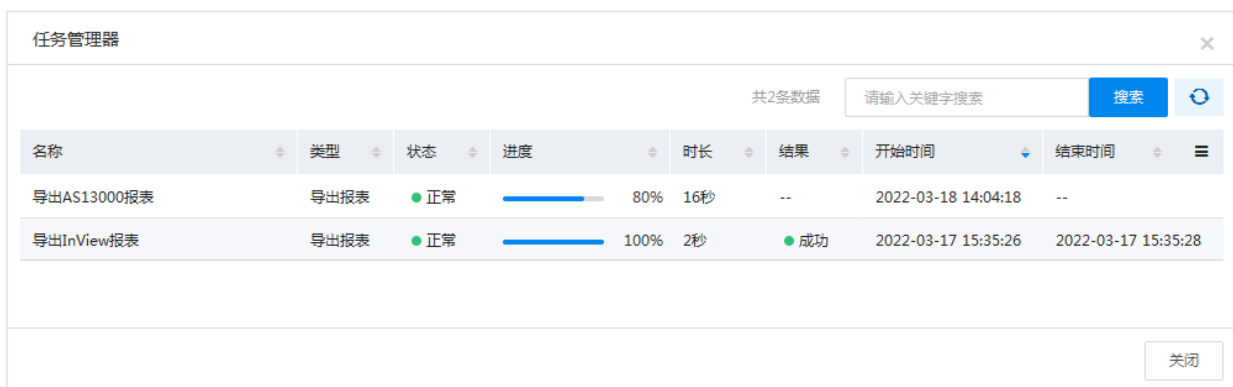 任务管理器
共2条数据 请输入关键字搜索 搜索
名称 类型 状态 进度 时长 结果 开始时间 结束时间
导出AS13000报表 导出报表 正常 80% 16秒 -- 2022-03-18 14:04:18 --
导出InView报表 导出报表 正常 100% 2秒 成功 2022-03-17 15:35:26 2022-03-17 15:35:28
关闭